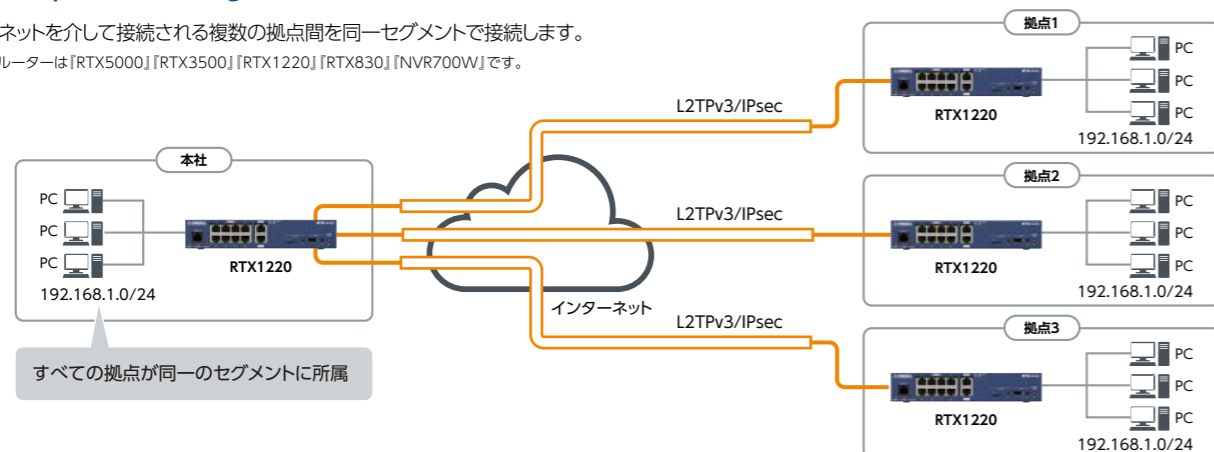 ネットを介して接続される複数の拠点間を同一セグメントで接続します。
ルーターは『RTX5000』『RTX3500』『RTX1220』『RTX830』『NVR700W』です。
本社
PC
PC
PC
192.168.1.0/24
RTX1220
すべての拠点が同一のセグメントに所属
L2TPv3/IPsec
L2TPv3/IPsec
L2TPv3/IPsec
インターネット
拠点1
RTX1220
PC
PC
PC
192.168.1.0/24
拠点2
RTX1220
PC
PC
PC
192.168.1.0/24
拠点3
RTX1220
PC
PC
PC
192.168.1.0/24